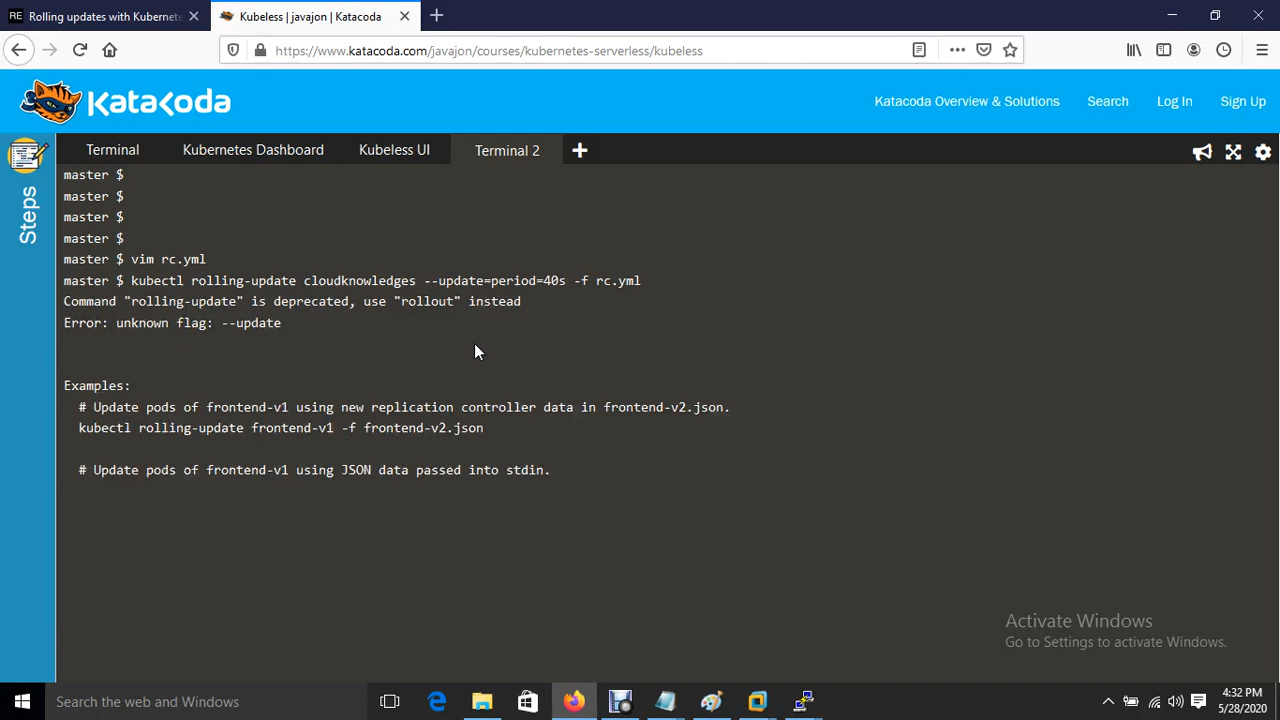 RE Rolling updates with Kubernete
Kubeless | javajon | Katacoda
https://www.katacoda.com/javajon/courses/kubernetes-serverless/kubeless
Katacoda
Katacoda Overview & Solutions
Search
Log In
Sign Up
Steps
Terminal
Kubernetes Dashboard
Kubeless UI
Terminal 2
master $
master $
master $
master $
master $ vim rc.yml
master $ kubectl rolling-update cloudknowledges --update=period=40s -f rc.yml
Command "rolling-update" is deprecated, use "rollout" instead
Error: unknown flag: --update
Examples:
# Update pods of frontend-v1 using new replication controller data in frontend-v2.json.
kubectl rolling-update frontend-v1 -f frontend-v2.json
# Update pods of frontend-v1 using JSON data passed into stdin.
Activate Windows
Go to Settings to activate Windows.
Search the web and Windows
4:32 PM
5/28/2020